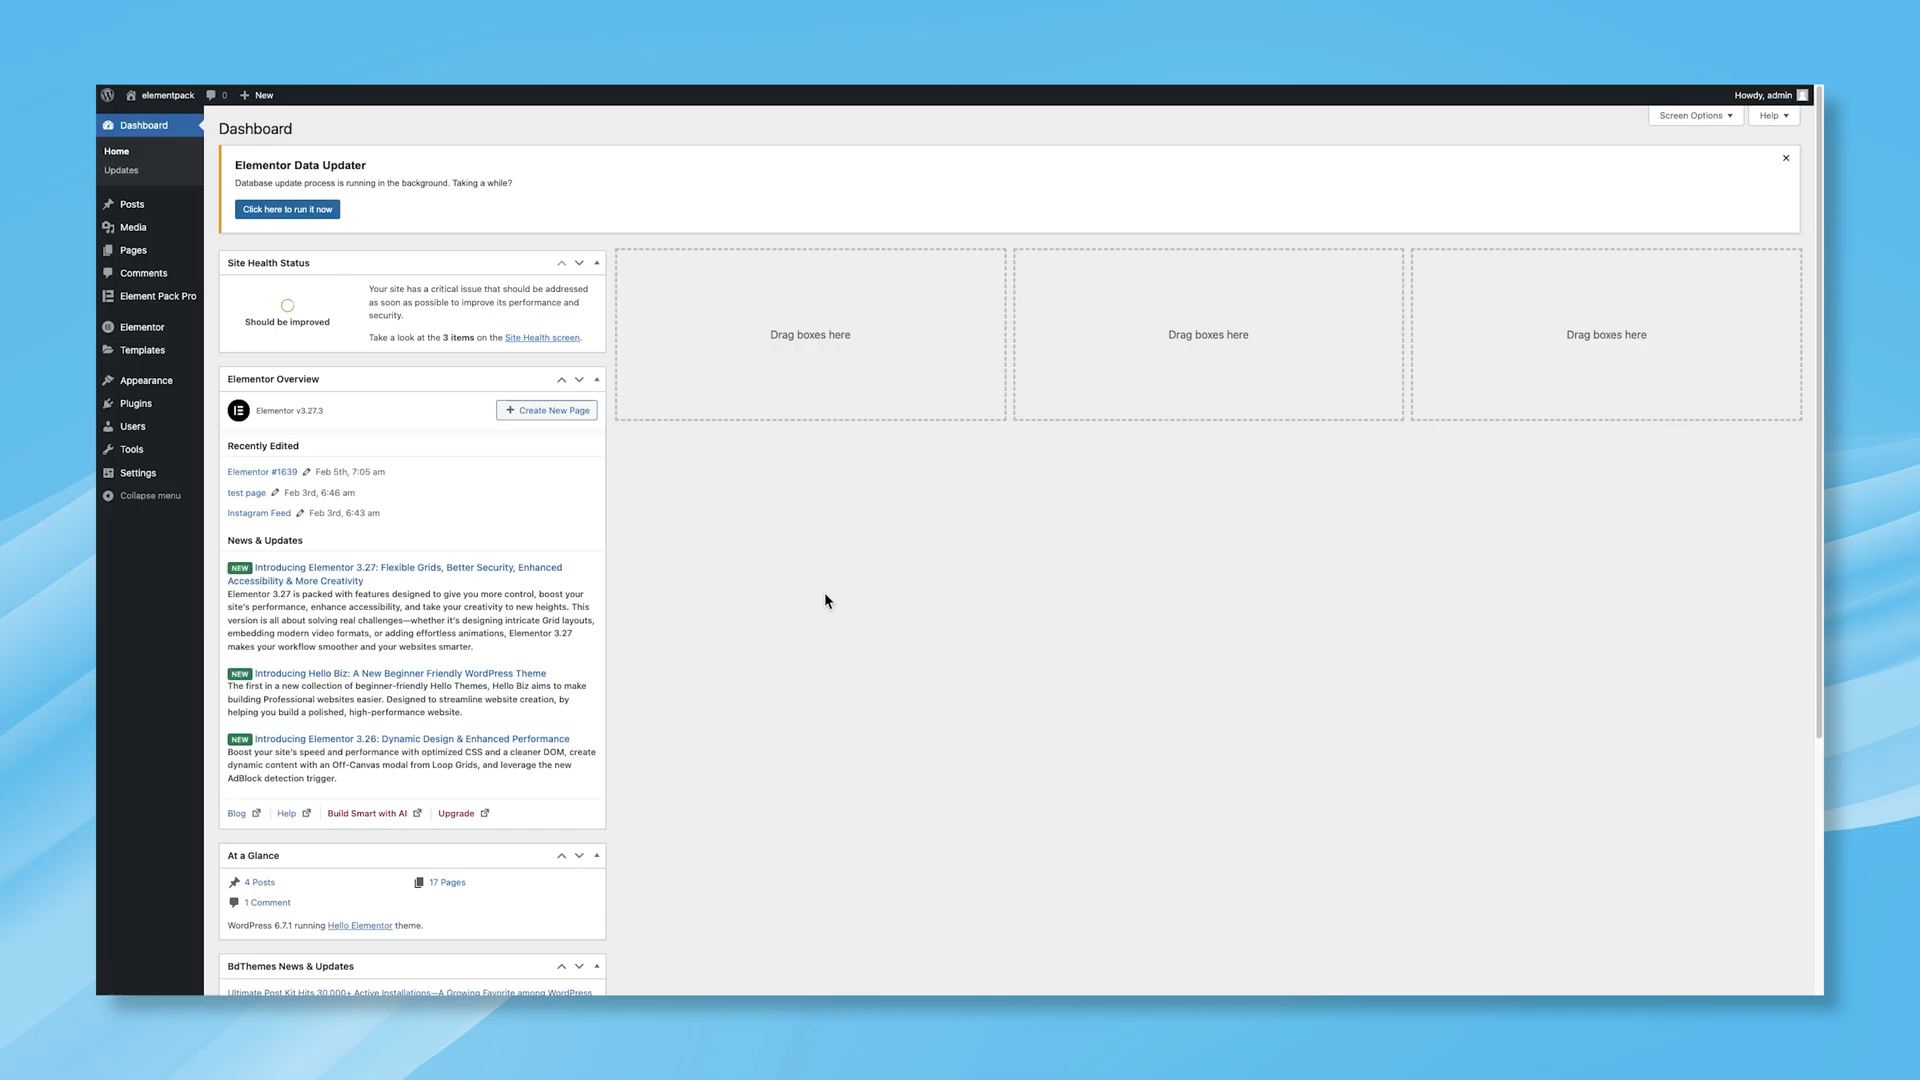 elementpack 0 New Howdy, admin
Dashboard
Home
Updates
Posts
Media
Pages
Comments
Element Pack Pro
Elementor
Templates
Appearance
Plugins
Users
Tools
Settings
Collapse menu
Dashboard
Screen Options
Help
Elementor Data Updater
Database update process is running in the background. Taking a while?
Click here to run it now
Site Health Status
Should be improved
Your site has a critical issue that should be addressed
as soon as possible to improve its performance and
security.
Take a look at the 3 items on the Site Health screen.
Drag boxes here
Drag boxes here
Drag boxes here
Elementor Overview
Elementor v3.27.3
Create New Page
Recently Edited
Elementor #1639 Feb 5th, 7:05 am
test page Feb 3rd, 6:46 am
Instagram Feed Feb 3rd, 6:43 am
News & Updates
NEW Introducing Elementor 3.27: Flexible Grids, Better Security, Enhanced
Accessibility & More Creativity
Elementor 3.27 is packed with features designed to give you more control, boost your
site's performance, enhance accessibility, and take your creativity to new heights. This
version is all about solving real challenges—whether it's designing intricate Grid layouts,
embedding modern video formats, or adding effortless animations, Elementor 3.27
makes your workflow smoother and your websites smarter.
NEW Introducing Hello Biz: A New Beginner Friendly WordPress Theme
The first in a new collection of beginner-friendly Hello Themes, Hello Biz aims to make
building Professional websites easier. Designed to streamline website creation, by
helping you build a polished, high-performance website.
NEW Introducing Elementor 3.26: Dynamic Design & Enhanced Performance
Boost your site's speed and performance with optimized CSS and a cleaner DOM, create
dynamic content with an Off-Canvas modal from Loop Grids, and leverage the new
AdBlock detection trigger.
Blog Help Build Smart with AI Upgrade
At a Glance
4 Posts 17 Pages
1 Comment
WordPress 6.7.1 running Hello Elementor theme.
BdThemes News & Updates
Ultimate Post Kit Hits 30,000+ Active Installations—A Growing Favorite among WordPress